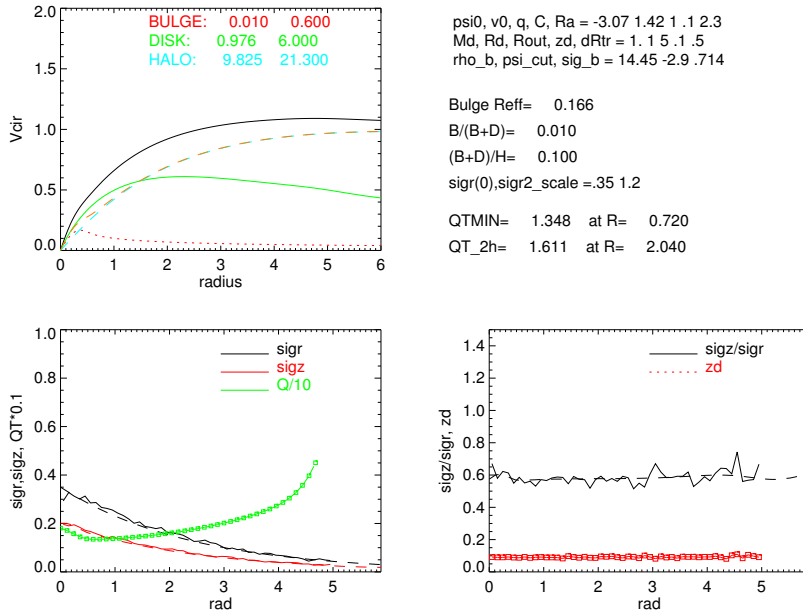 BULGE: 0.010 0.600
DISK: 0.976 6.000
HALO: 9.825 21.300
2.0
1.5
1.0
0.5
0.0
Vcir
0 1 2 3 4 5 6
radius
psi0, v0, q, C, Ra = -3.07 1.42 1 .1 2.3
Md, Rd, Rout, zd, dRtr = 1. 1 5 .1 .5
rho_b, psi_cut, sig_b = 14.45 -2.9 .714
Bulge Reff= 0.166
B/(B+D)= 0.010
(B+D)/H= 0.100
sigr(0),sigr2_scale =.35 1.2
QTMIN= 1.348 at R= 0.720
QT_2h= 1.611 at R= 2.040
1.0
0.8
0.6
0.4
0.2
0.0
sigr,sigz, QT*0.1
sigr
sigz
Q/10
0 1 2 3 4 5
rad
1.4
1.2
1.0
0.8
0.6
0.4
0.2
0.0
sigz/sigr, zd
sigz/sigr
zd
0 1 2 3 4 5
rad